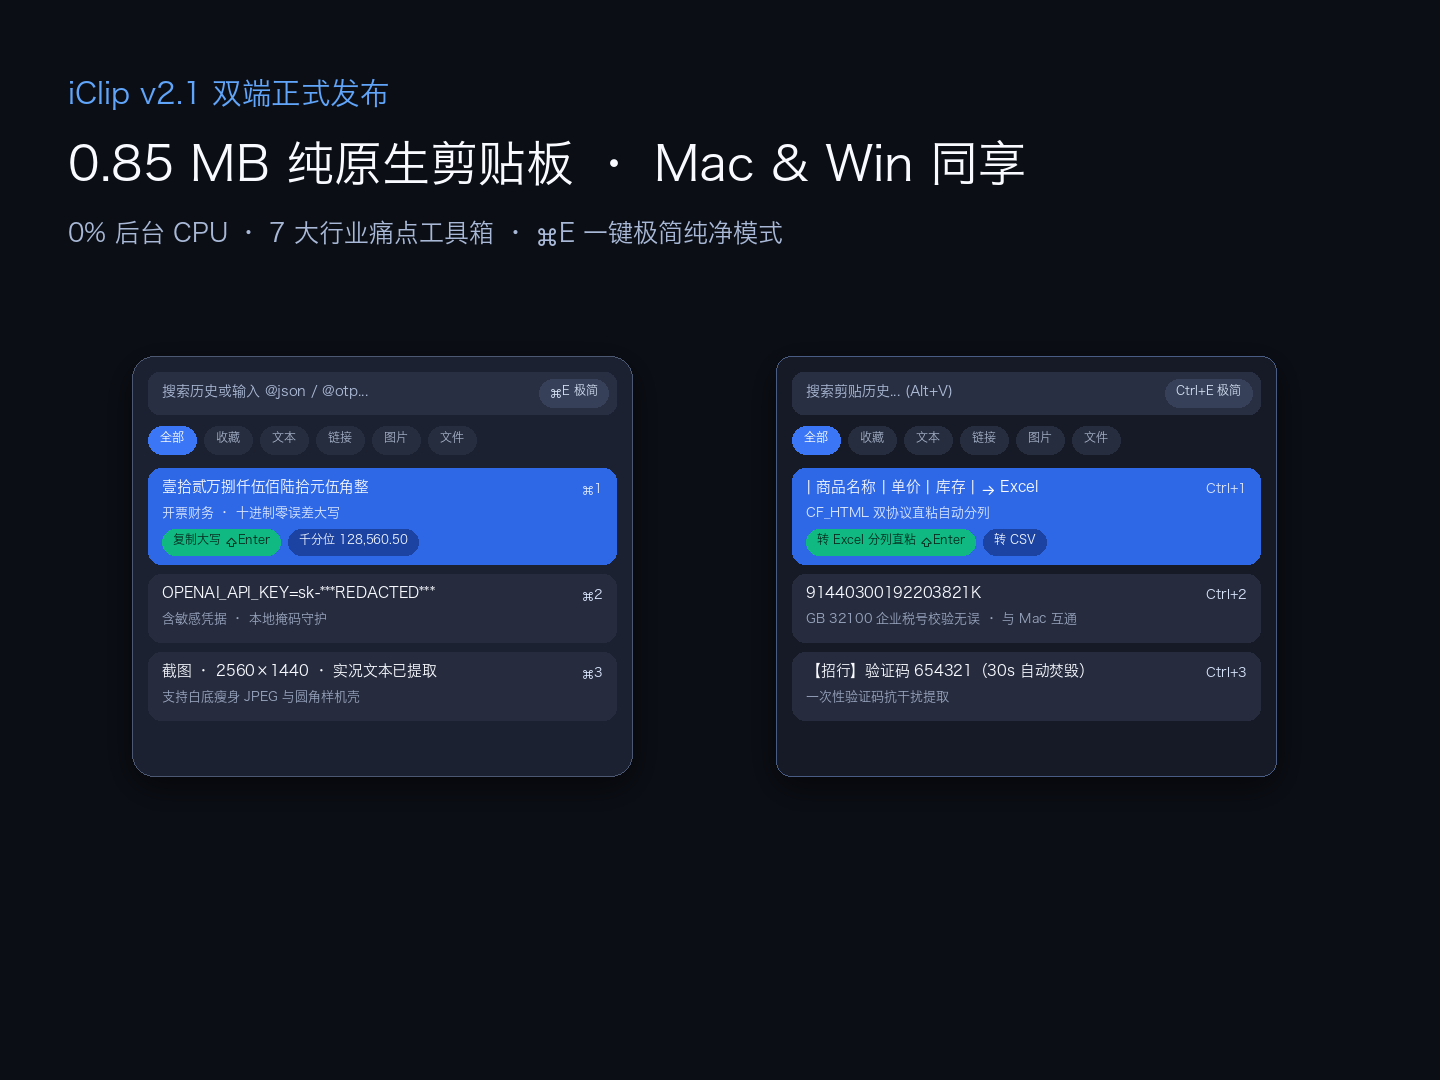 iClip v2.1 双端正式发布
0.85 MB 纯原生剪贴板 · Mac & Win 同享
0% 后台 CPU · 7 大行业痛点工具箱 · ⌘E 一键极简纯净模式
搜索历史或输入 @json / @otp...
⌘E 极简
全部 收藏 文本 链接 图片 文件
壹拾贰万捌仟伍佰陆拾元伍角整 ⌘1
开票财务 · 十进制零误差大写
复制大写 ⇧Enter 千分位 128,560.50
OPENAI_API_KEY=sk-***REDACTED*** ⌘2
含敏感凭据 · 本地掩码守护
截图 · 2560×1440 · 实况文本已提取 ⌘3
支持白底瘦身 JPEG 与圆角样机壳
搜索剪贴历史... (Alt+V)
Ctrl+E 极简
全部 收藏 文本 链接 图片 文件
| 商品名称 | 单价 | 库存 | → Excel Ctrl+1
CF_HTML 双协议直粘自动分列
转 Excel 分列直粘 ⇧Enter 转 CSV
91440300192203821K Ctrl+2
GB 32100 企业税号校验无误 · 与 Mac 互通
【招行】验证码 654321（30s 自动焚毁） Ctrl+3
一次性验证码抗干扰提取